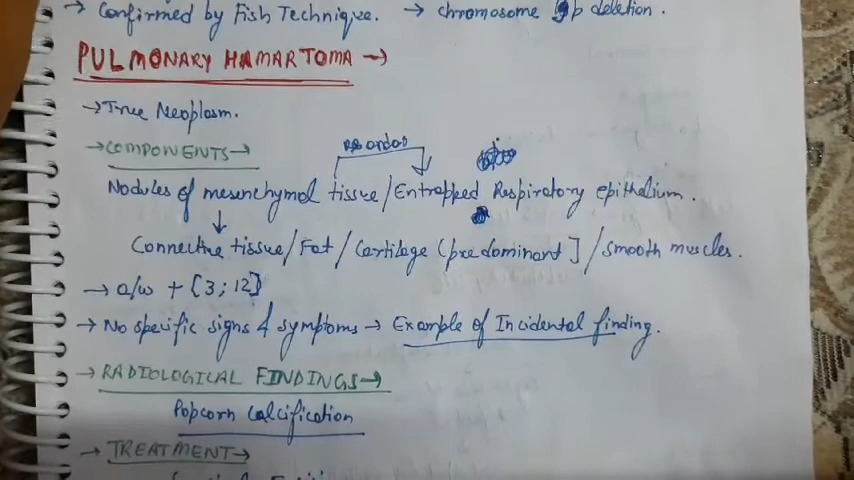 → Confirmed by Fish Technique. → chromosome 9p deletion.
PULMONARY HAMARTOMA →
→ True Neoplasm.
→ COMPONENTS →
Nodules of mesenchymal tissue/Entrapped Respiratory epithelium.
↓
Connective tissue/Fat/Cartilage (predominant]/smooth muscles.
→ a/w + [3;12]
→ No specific signs & symptoms → Example of Incidental finding.
→ RADIOLOGICAL FINDINGS →
Popcorn Calcification
→ TREATMENT →